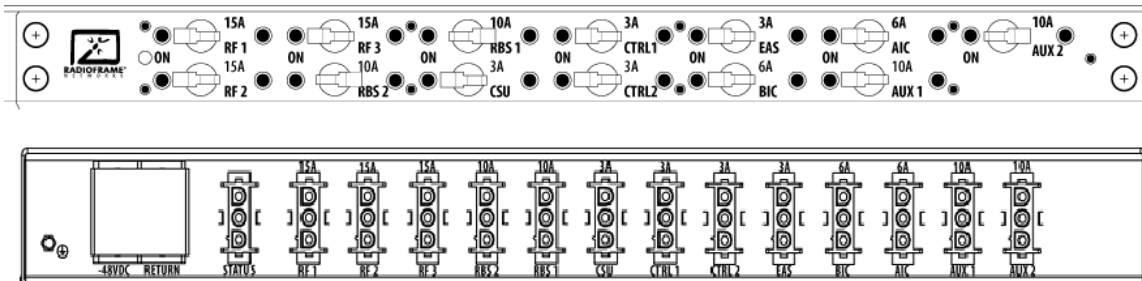 15A 15A 10A 3A 3A 6A 10A
RF 1 RF 3 RBS 1 CTRL1 EAS AIC AUX 2
ON ON ON ON ON ON ON
RADIOFRAME®
NETWORKS
15A 10A 3A 3A 6A 10A
RF 2 RBS 2 CSU CTRL2 BIC AUX 1
15A 15A 15A 10A 10A 3A 3A 3A 3A 6A 6A 10A 10A
-48VDC RETURN STATUS RF 1 RF 2 RF 3 RBS 2 RBS 1 CSU CTRL 1 CTRL 2 EAS BIC AIC AUX 1 AUX 2